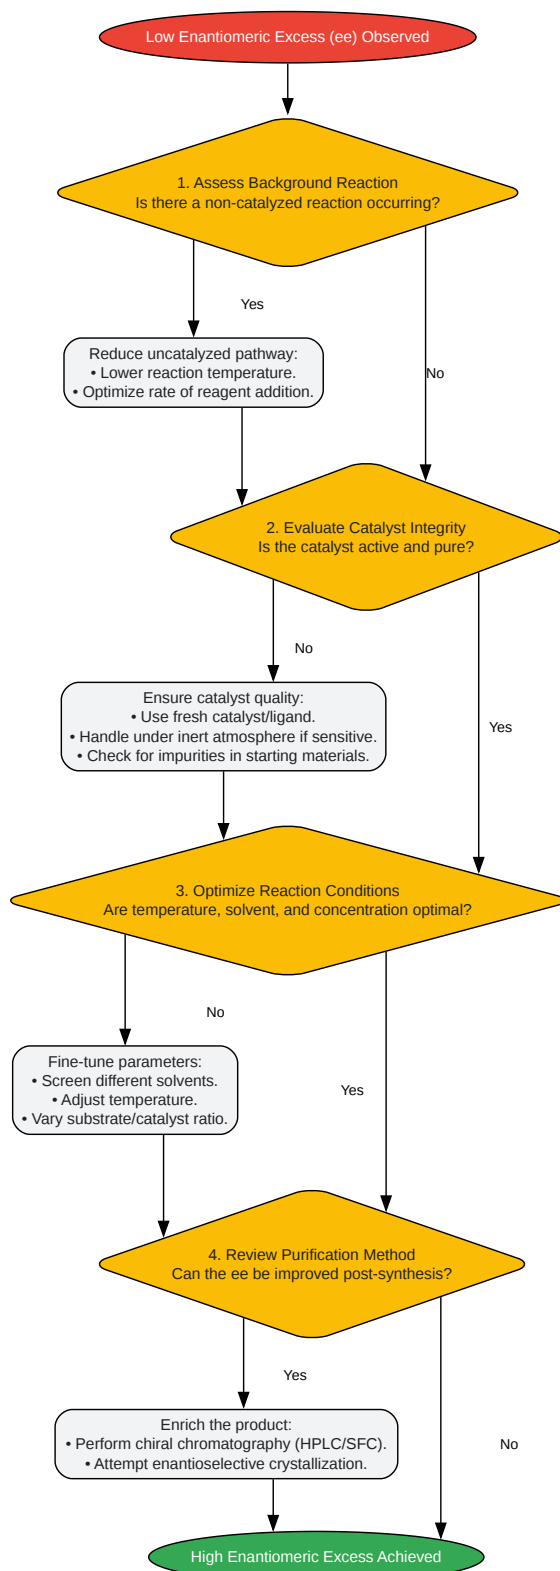 Low Enantiomeric Excess (ee) Observed
1. Assess Background Reaction
Is there a non-catalyzed reaction occurring?
Yes
Reduce uncatalyzed pathway:
• Lower reaction temperature.
• Optimize rate of reagent addition.
No
2. Evaluate Catalyst Integrity
Is the catalyst active and pure?
No
Ensure catalyst quality:
• Use fresh catalyst/ligand.
• Handle under inert atmosphere if sensitive.
• Check for impurities in starting materials.
Yes
3. Optimize Reaction Conditions
Are temperature, solvent, and concentration optimal?
No
Fine-tune parameters:
• Screen different solvents.
• Adjust temperature.
• Vary substrate/catalyst ratio.
Yes
4. Review Purification Method
Can the ee be improved post-synthesis?
Yes
Enrich the product:
• Perform chiral chromatography (HPLC/SFC).
• Attempt enantioselective crystallization.
No
High Enantiomeric Excess Achieved